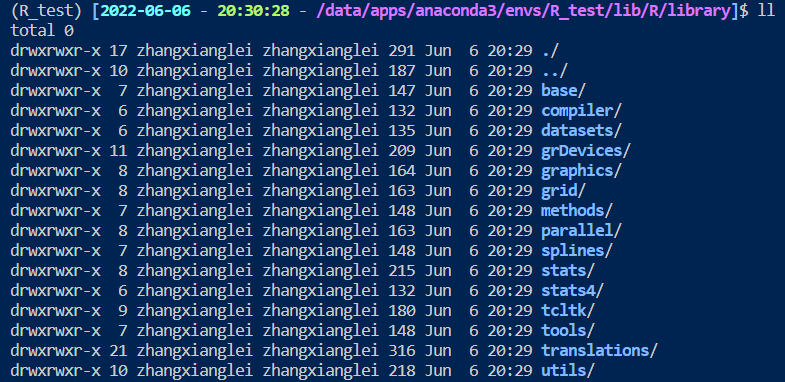 (R_test) [2022-06-06 - 20:30:28 - /data/apps/anaconda3/envs/R_test/lib/R/library]$ ll
total 0
drwxrwxr-x 17 zhangxianglei zhangxianglei 291 Jun  6 20:29 ./
drwxrwxr-x 10 zhangxianglei zhangxianglei 187 Jun  6 20:29 ../
drwxrwxr-x  7 zhangxianglei zhangxianglei 147 Jun  6 20:29 base/
drwxrwxr-x  6 zhangxianglei zhangxianglei 132 Jun  6 20:29 compiler/
drwxrwxr-x  6 zhangxianglei zhangxianglei 135 Jun  6 20:29 datasets/
drwxrwxr-x 11 zhangxianglei zhangxianglei 209 Jun  6 20:29 grDevices/
drwxrwxr-x  8 zhangxianglei zhangxianglei 164 Jun  6 20:29 graphics/
drwxrwxr-x  8 zhangxianglei zhangxianglei 163 Jun  6 20:29 grid/
drwxrwxr-x  7 zhangxianglei zhangxianglei 148 Jun  6 20:29 methods/
drwxrwxr-x  8 zhangxianglei zhangxianglei 163 Jun  6 20:29 parallel/
drwxrwxr-x  7 zhangxianglei zhangxianglei 148 Jun  6 20:29 splines/
drwxrwxr-x  8 zhangxianglei zhangxianglei 215 Jun  6 20:29 stats/
drwxrwxr-x  6 zhangxianglei zhangxianglei 132 Jun  6 20:29 stats4/
drwxrwxr-x  9 zhangxianglei zhangxianglei 180 Jun  6 20:29 tcltk/
drwxrwxr-x  7 zhangxianglei zhangxianglei 148 Jun  6 20:29 tools/
drwxrwxr-x 21 zhangxianglei zhangxianglei 316 Jun  6 20:29 translations/
drwxrwxr-x 10 zhangxianglei zhangxianglei 218 Jun  6 20:29 utils/